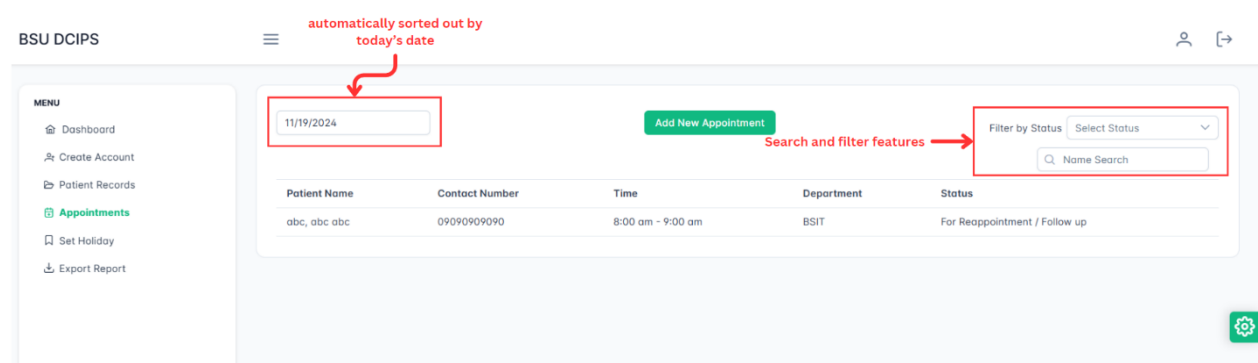 automatically sorted out by
today's date
BSU DCIPS
MENU
Dashboard
Create Account
Patient Records
Appointments
Set Holiday
Export Report
11/19/2024
Add New Appointment
Search and filter features
Filter by Status Select Status
Name Search
Patient Name Contact Number Time Department Status
abc, abc abc 09090909090 8:00 am - 9:00 am BSIT For Reappointment / Follow up